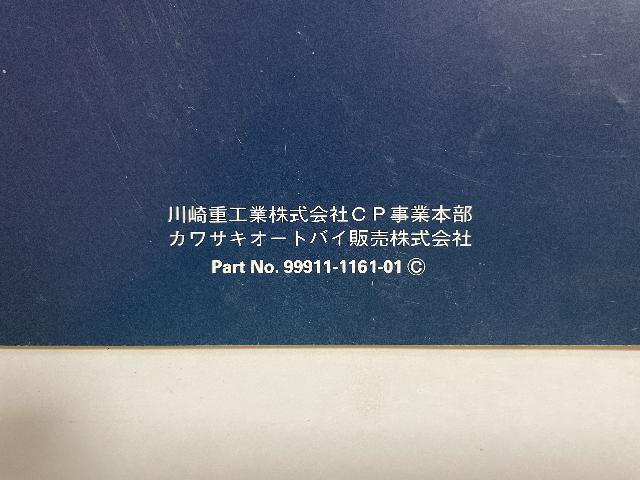 川崎重工業株式会社CP事業本部
カワサキオートバイ販売株式会社
Part No. 99911-1161-01 ©